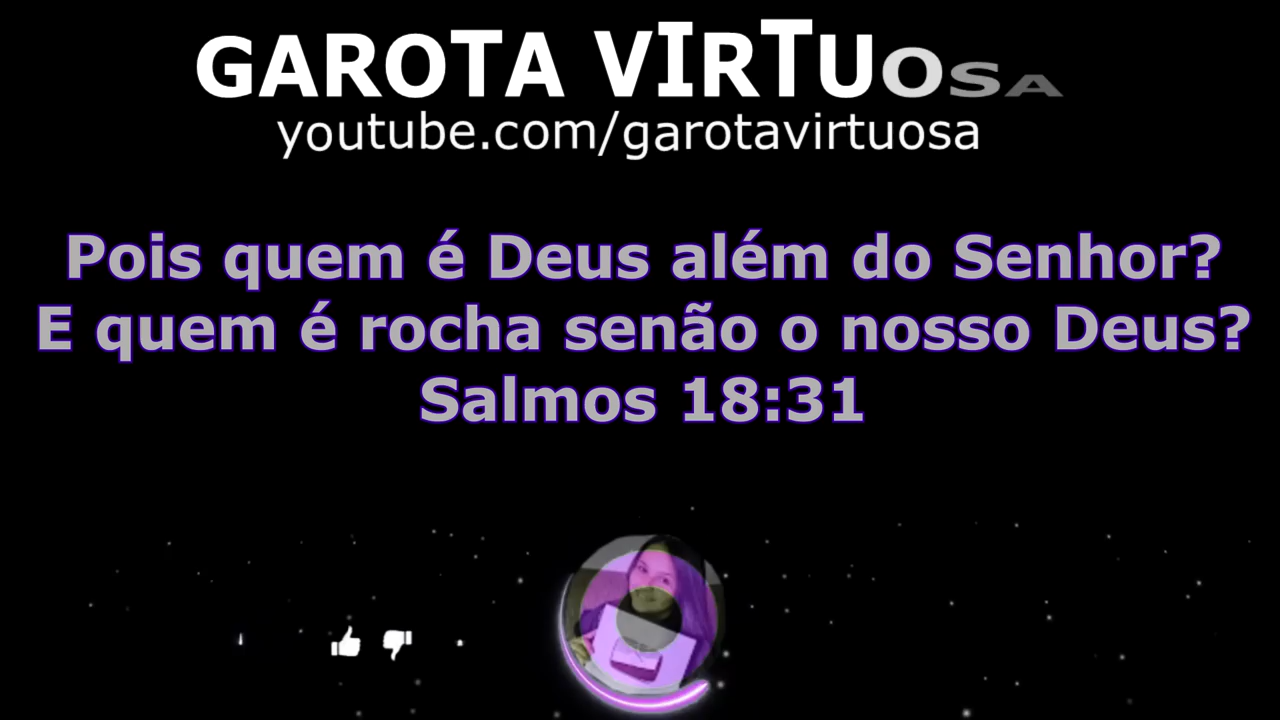 GAROTA VIRTUOSA
youtube.com/garotavirtuosa
Pois quem é Deus além do Senhor?
E quem é rocha senão o nosso Deus?
Salmos 18:31